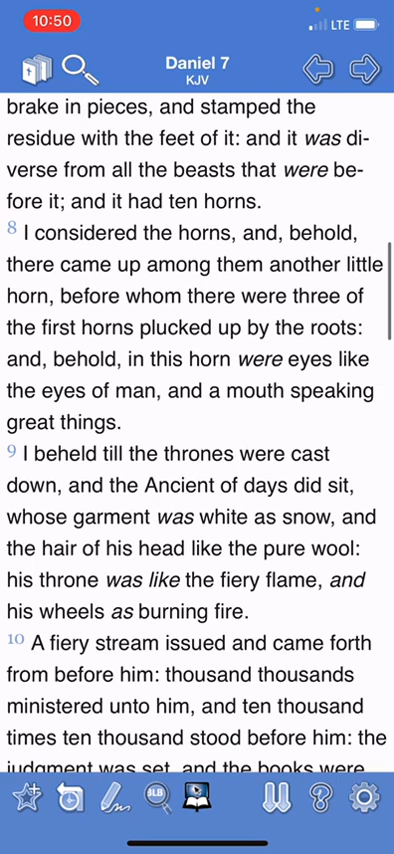 10:50
LTE
Daniel 7
KJV
brake in pieces, and stamped the
residue with the feet of it: and it was di-
verse from all the beasts that were be-
fore it; and it had ten horns.
8 I considered the horns, and, behold,
there came up among them another little
horn, before whom there were three of
the first horns plucked up by the roots:
and, behold, in this horn were eyes like
the eyes of man, and a mouth speaking
great things.
9 I beheld till the thrones were cast
down, and the Ancient of days did sit,
whose garment was white as snow, and
the hair of his head like the pure wool:
his throne was like the fiery flame, and
his wheels as burning fire.
10 A fiery stream issued and came forth
from before him: thousand thousands
ministered unto him, and ten thousand
times ten thousand stood before him: the
judgment was set, and the books were
BLB